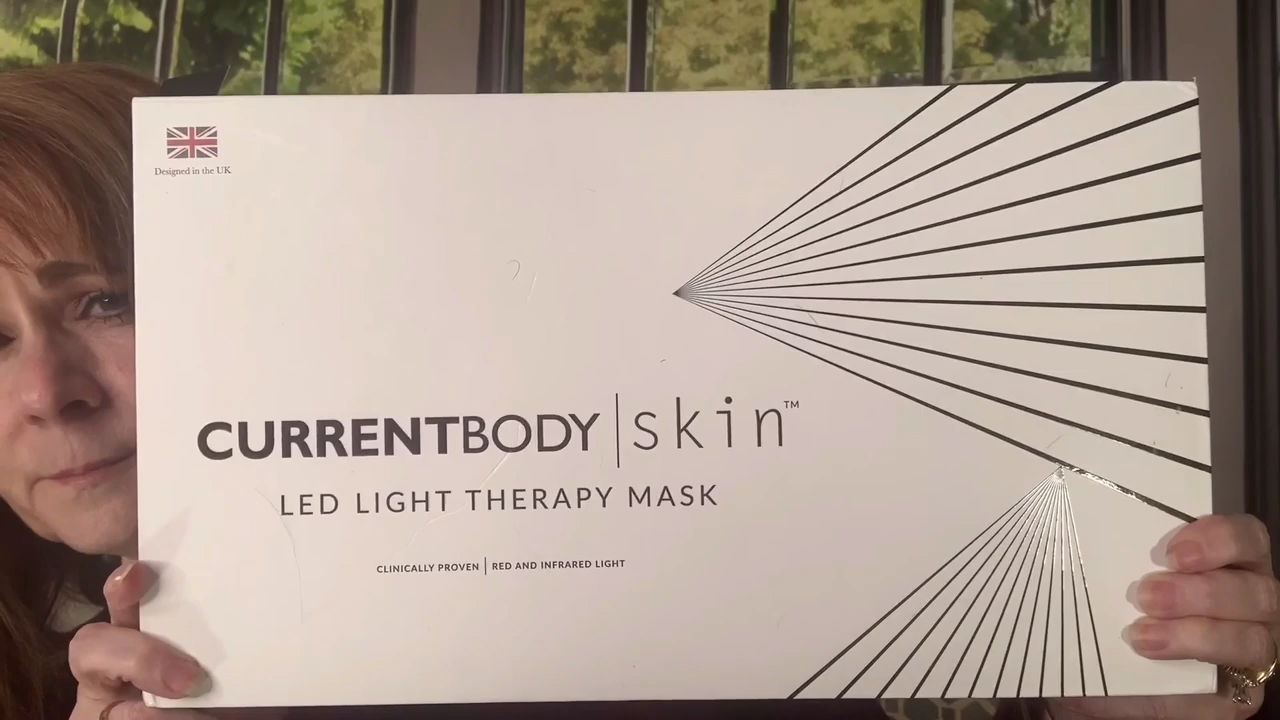 Designed in the UK
CURRENTBODY | skin™
LED LIGHT THERAPY MASK
CLINICALLY PROVEN | RED AND INFRARED LIGHT